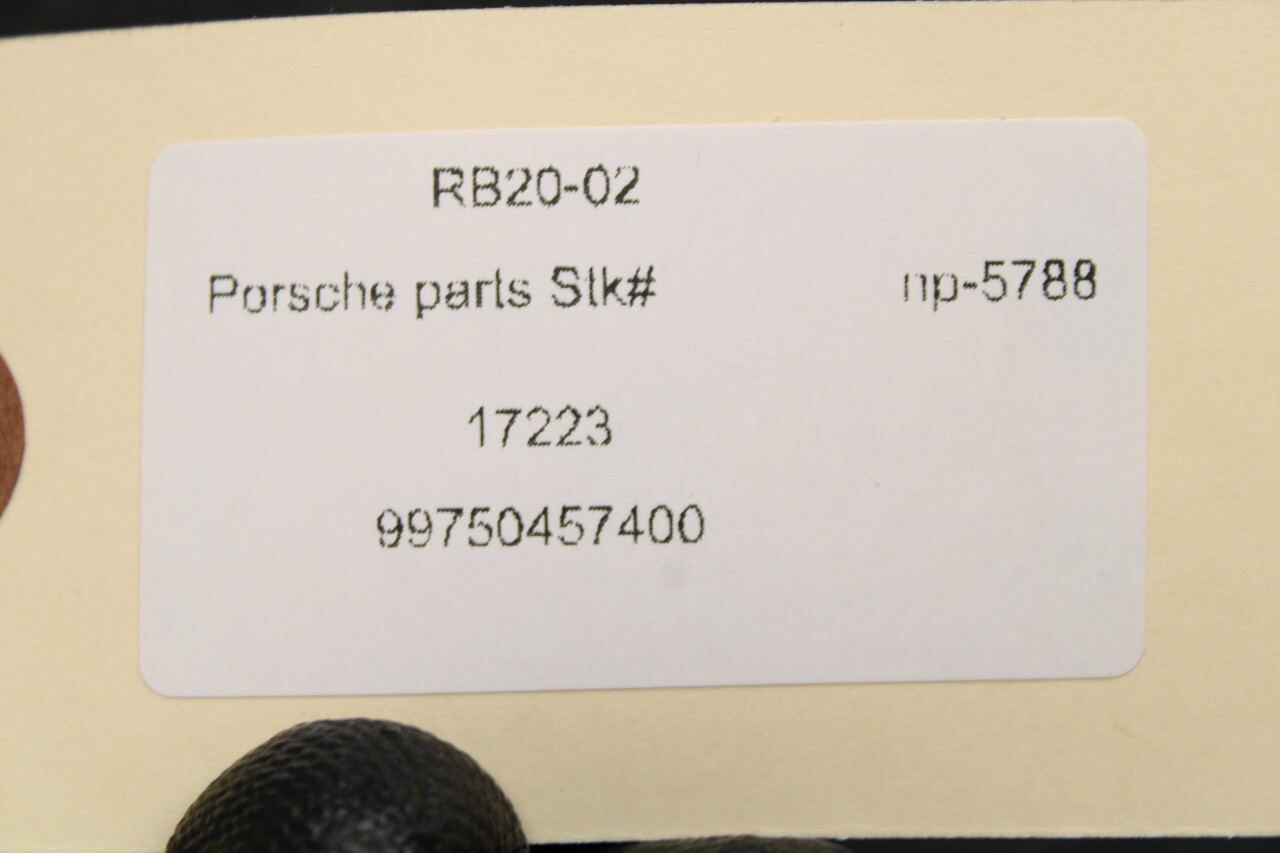 RB20-02
Porsche parts Stk# np-5788
17223
99750457400